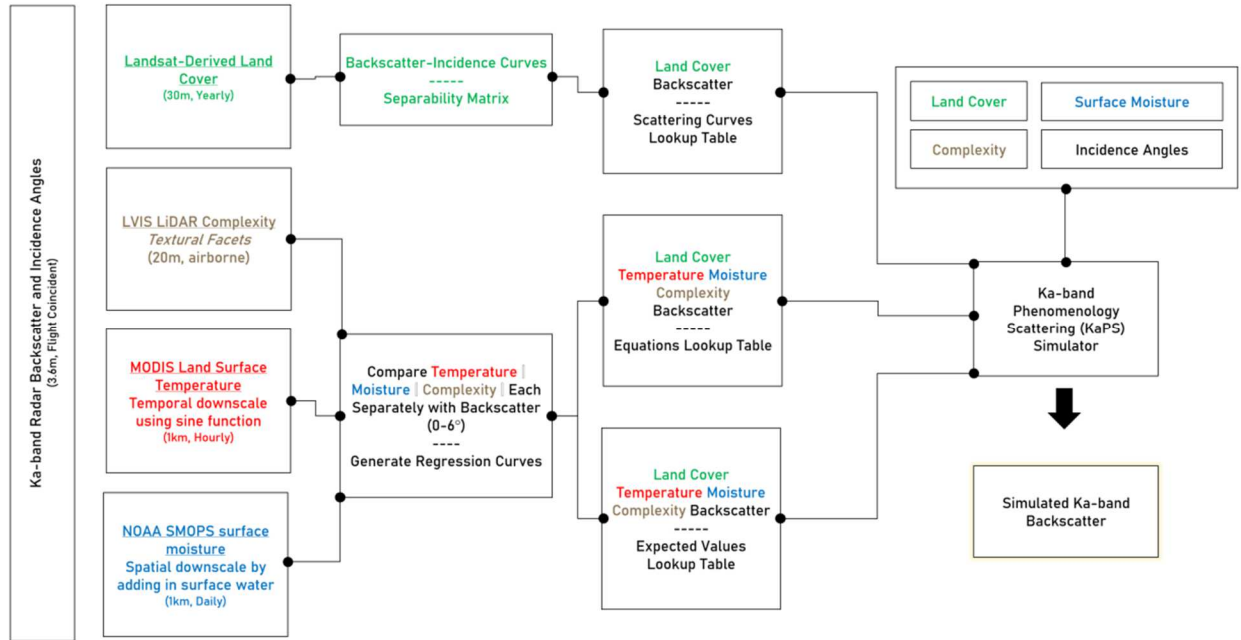 Ka-band Radar Backscatter and Incidence Angles
(3.6m, Flight Coincident)
Landsat-Derived Land
Cover
(30m, Yearly)
Backscatter-Incidence Curves
-----
Separability Matrix
Land Cover
Backscatter
-----
Scattering Curves
Lookup Table
Land Cover
Surface Moisture
Complexity
Incidence Angles
LVIS LiDAR Complexity
Textural Facets
(20m, airborne)
MODIS Land Surface
Temperature
Temporal downscale
using sine function
(1km, Hourly)
NOAA SMOPS surface
moisture
Spatial downscale by
adding in surface water
(1km, Daily)
Compare Temperature |
Moisture | Complexity | Each
Separately with Backscatter
(0-6°)
----
Generate Regression Curves
Land Cover
Temperature Moisture
Complexity
Backscatter
-----
Equations Lookup Table
Land Cover
Temperature Moisture
Complexity Backscatter
-----
Expected Values
Lookup Table
Ka-band
Phenomenology
Scattering (KaPS)
Simulator
Simulated Ka-band
Backscatter